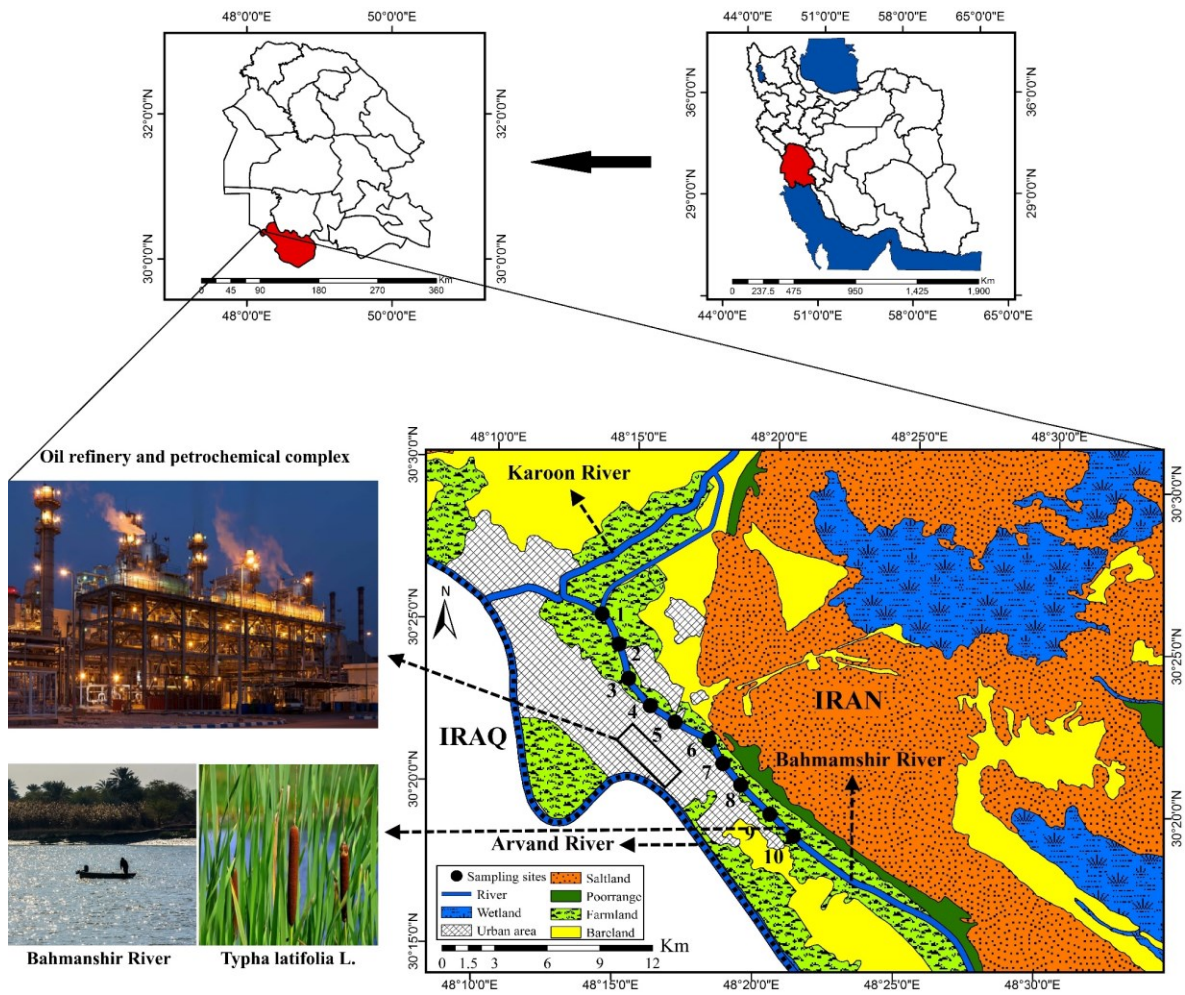 48°0'0"E 50°0'0"E
32°0'0"N
30°0'0"N
32°0'0"N
30°0'0"N
Km
0 45 90 180 270 360
48°0'0"E 50°0'0"E
44°0'0"E 51°0'0"E 58°0'0"E 65°0'0"E
36°0'0"N
29°0'0"N
36°0'0"N
29°0'0"N
Km
0 237.5 475 950 1,425 1,900
44°0'0"E 51°0'0"E 58°0'0"E 65°0'0"E
Oil refinery and petrochemical complex
Bahmanshir River
Typha latifolia L.
48°10'0"E 48°15'0"E 48°20'0"E 48°25'0"E 48°30'0"E
30°30'0"N
30°25'0"N
30°20'0"N
30°15'0"N
30°30'0"N
30°25'0"N
30°20'0"N
30°15'0"N
Karoon River
N
1
2
3
4
5
6
7
8
9
10
IRAQ
IRAN
Bahmamshir River
Arvand River
Sampling sites
River
Wetland
Urban area
Saltland
Poorrange
Farmland
Bareland
Km
0 1.5 3 6 9 12
48°10'0"E 48°15'0"E 48°20'0"E 48°25'0"E 48°30'0"E